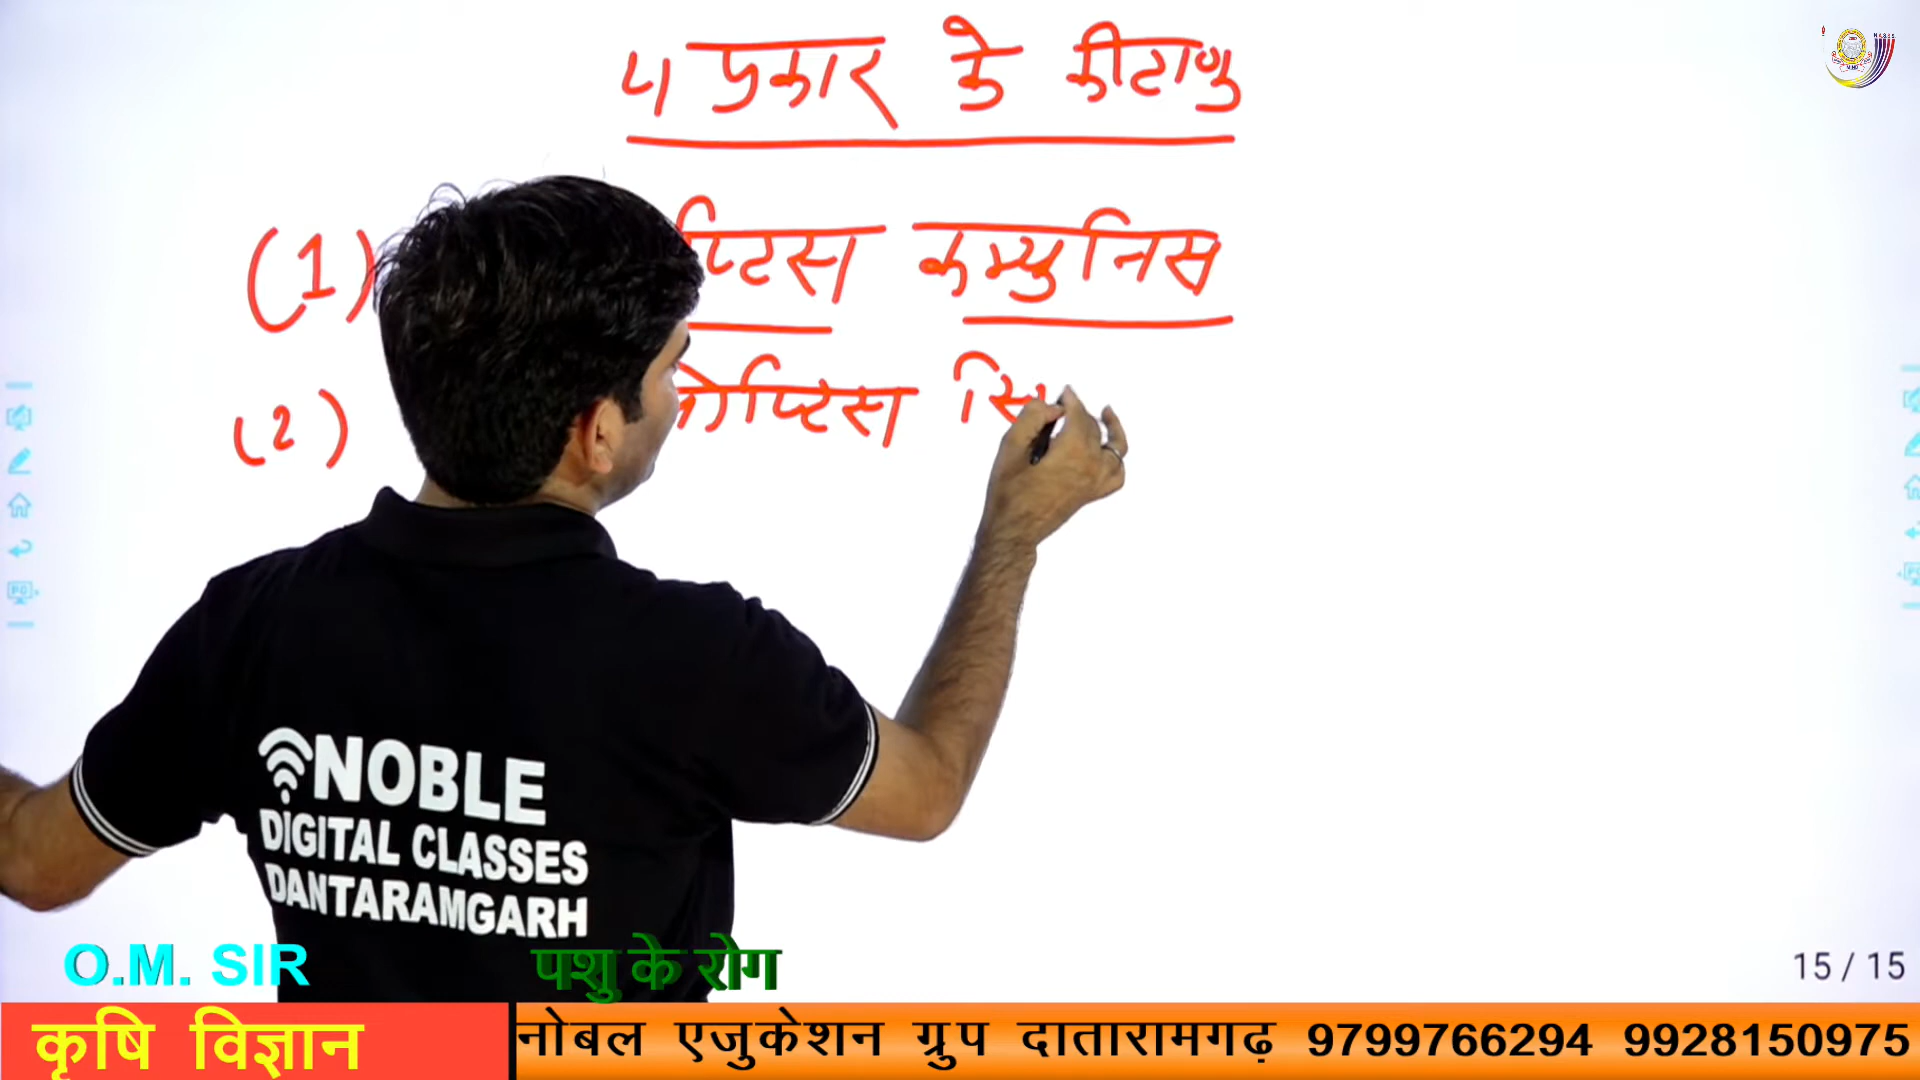 4 प्रकार के कीटाणु
(1) प्टिस कम्युनिस
(2) कोप्टिस सि
NOBLE
DIGITAL CLASSES
DANTARAMGARH
O.M. SIR
पशु के रोग
15 / 15
कृषि विज्ञान
नोबल एजुकेशन ग्रुप दातारामगढ़ 9799766294 9928150975